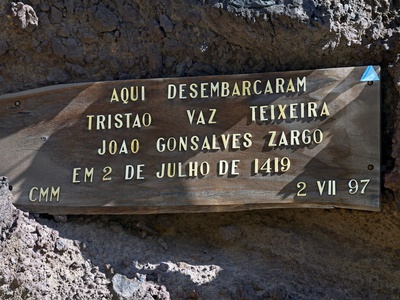 AQUI DESEMBARCARAM
TRISTAO VAZ TEIXEIRA
JOAO GONSALVES ZARGO
EM 2 DE JULHO DE 1419
CMM 2 VII 97